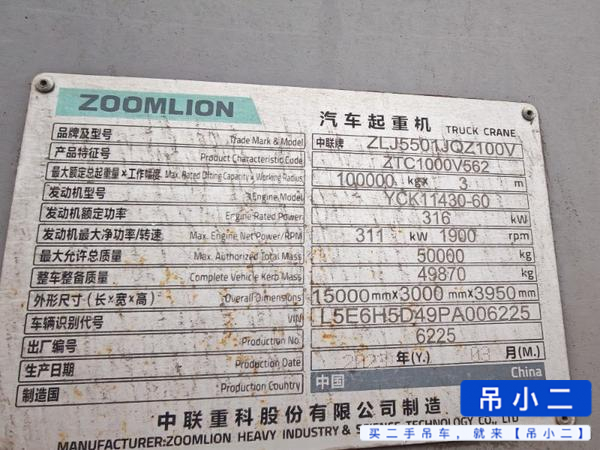 ZOOMLION
汽车起重机 TRUCK CRANE
品牌及型号 Trade Mark & Model 中联牌 ZLJ5501JQZ100V
产品特征号 Product Characteristic Code ZTC1000V562
最大额定总起重量×工作幅度 Max. Rated Lifting Capacity × Working Radius 100000 kg× 3 m
发动机型号 Engine Model YCK11430-60
发动机额定功率 Engine Rated Power 316 kW
发动机最大净功率/转速 Max. Engine Net Power/RPM 311 kW 1900 rpm
最大允许总质量 Max. Authorized Total Mass 50060 kg
整车整备质量 Complete Vehicle Kerb Mass 49870 kg
外形尺寸(长×宽×高) Overall Dimensions 15000mm×3000mm×3950mm
车辆识别代号 VIN L5E6H5D49PA006225
出厂编号 Production No. 6225
生产日期 Production Date 年(Y.) 03 月(M.)
制造国 Production Country 中国 China
中联重科股份有限公司制造
MANUFACTURER:ZOOMLION HEAVY INDUSTRY & SCIENCE TECHNOLOGY CO., LTD
吊小二
买二手吊车,就来【吊小二】